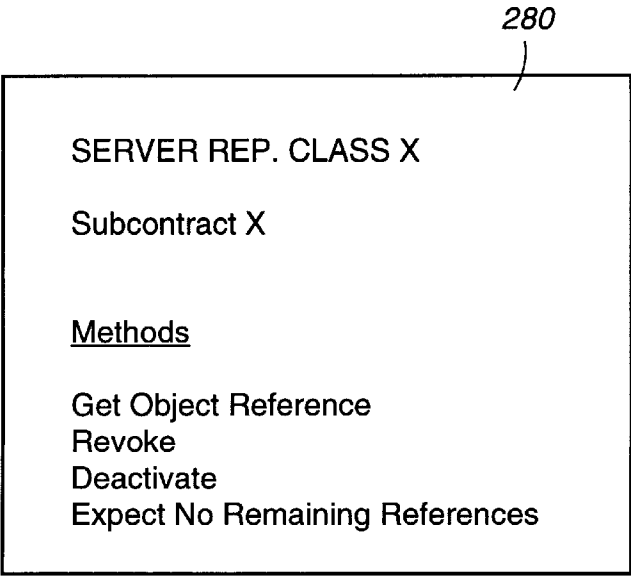 280
SERVER REP. CLASS X
Subcontract X
Methods
Get Object Reference
Revoke
Deactivate
Expect No Remaining References